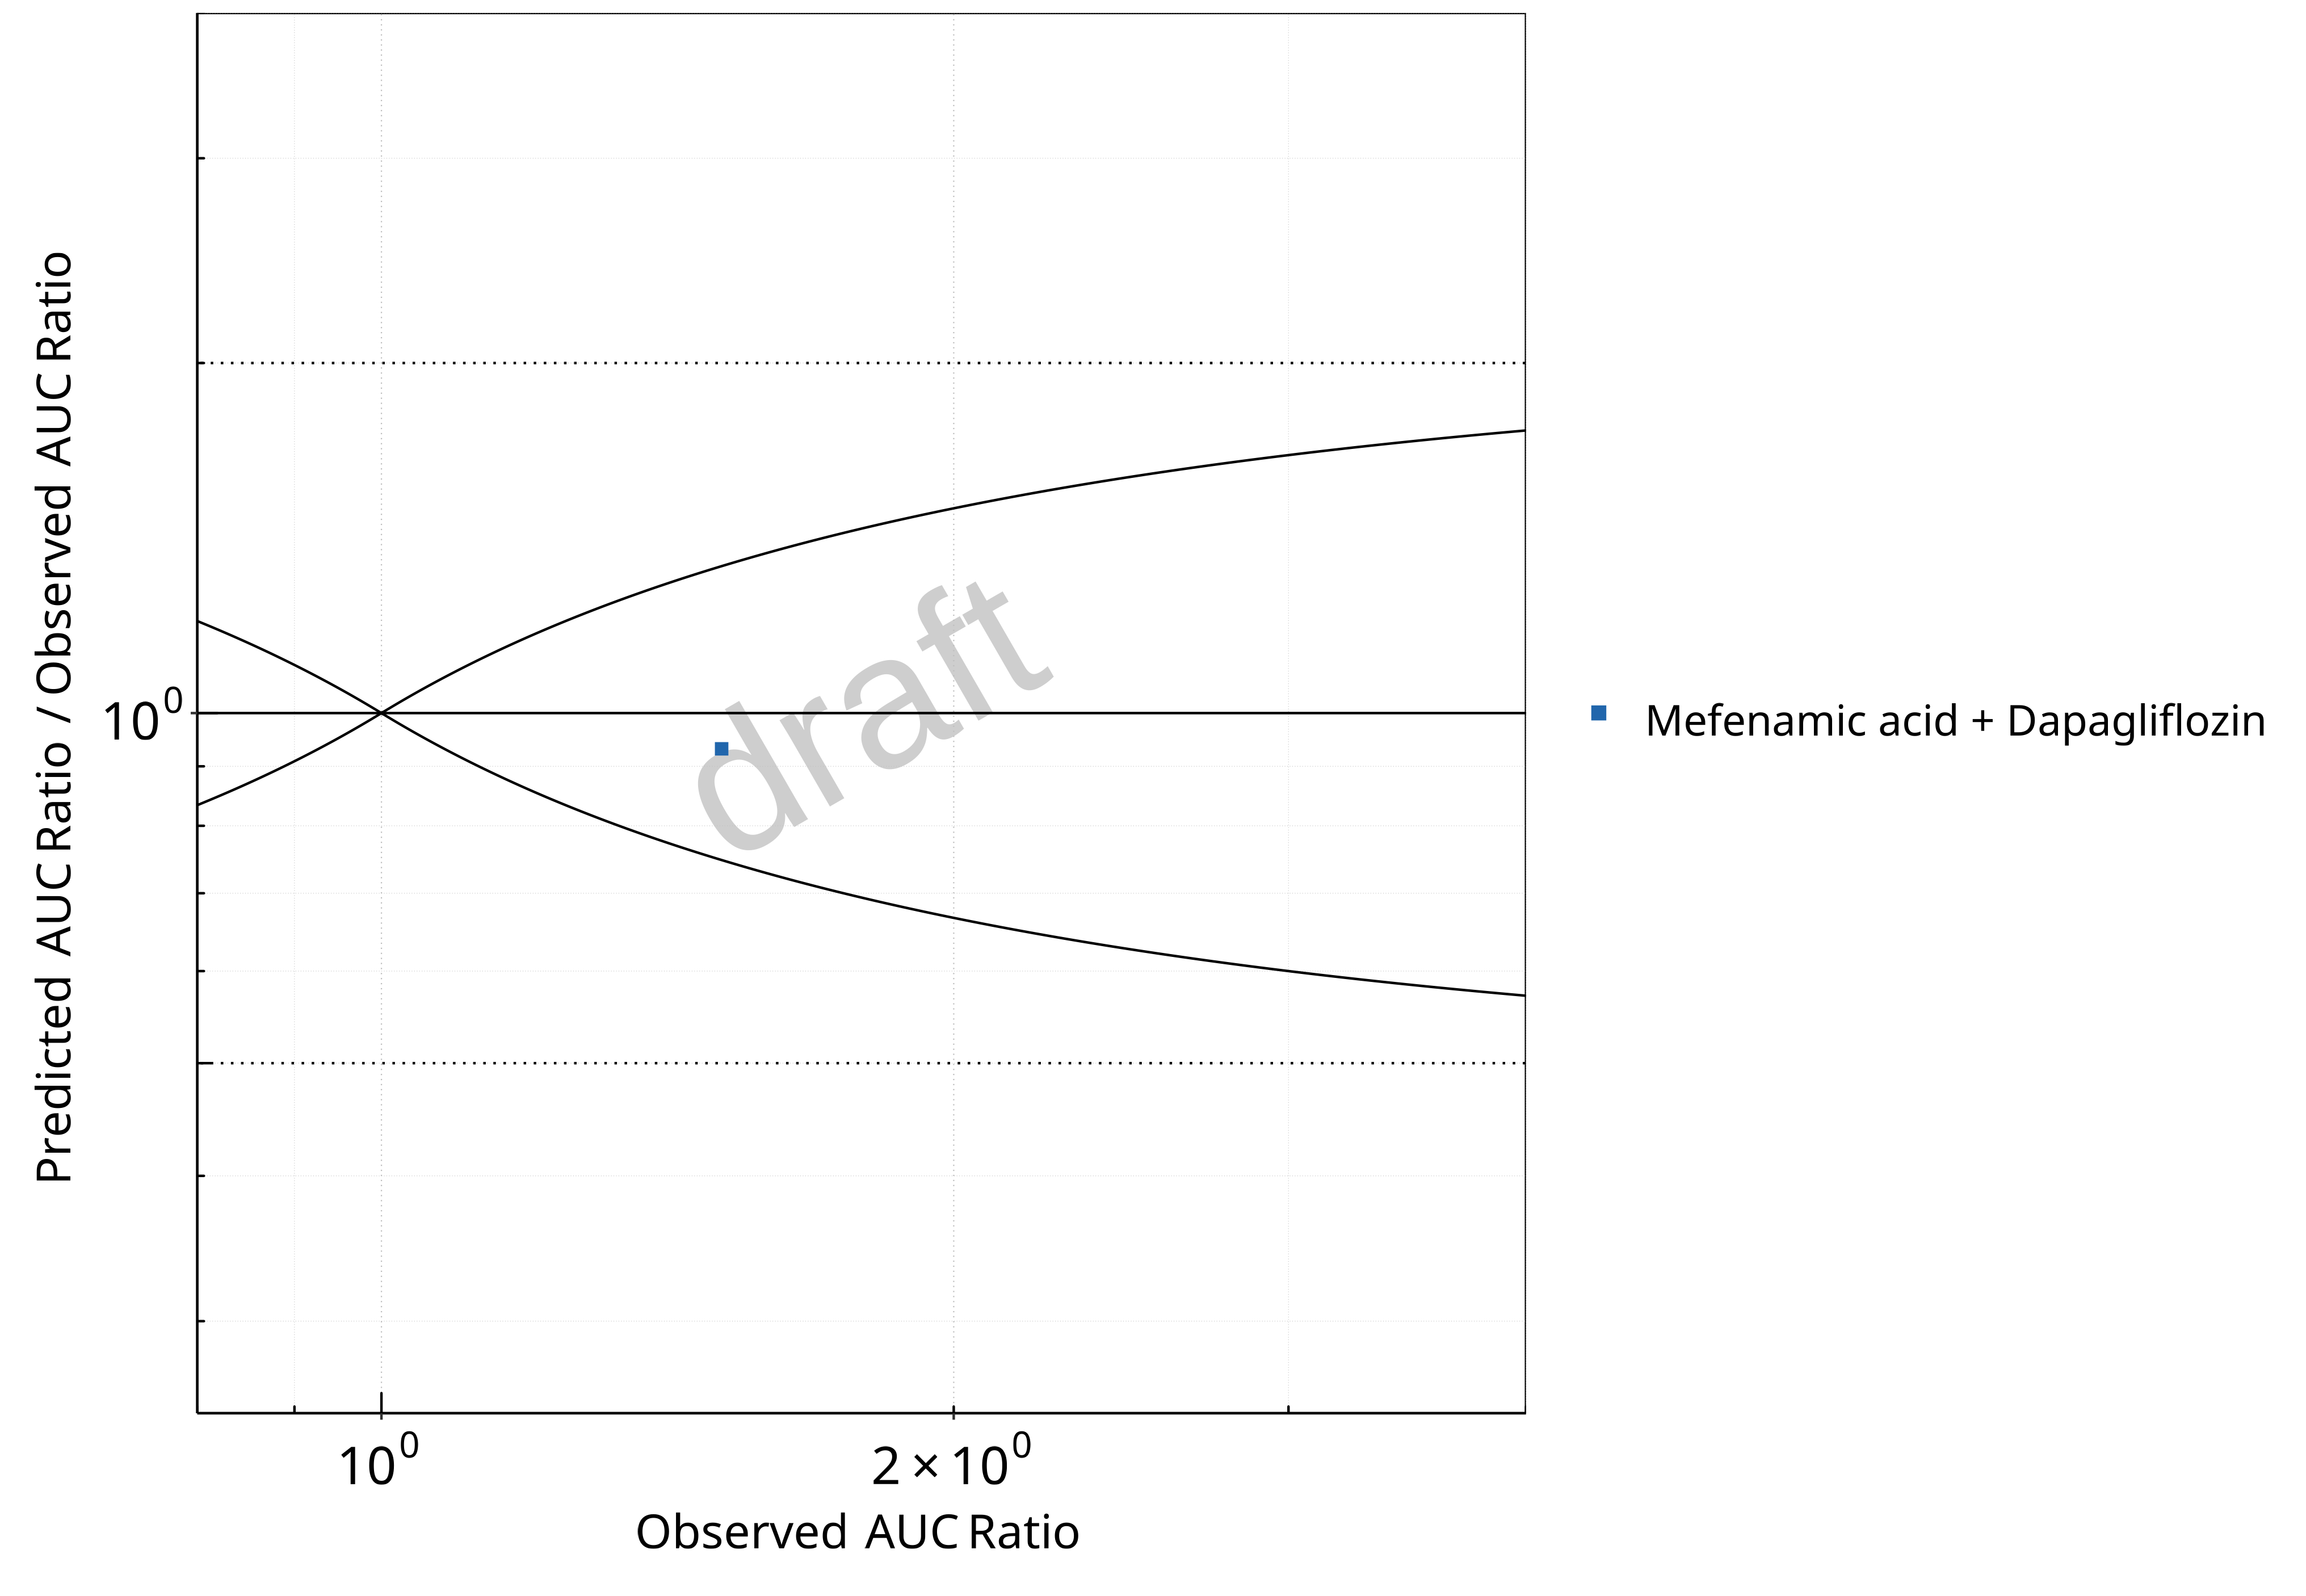 Predicted AUC Ratio / Observed AUC Ratio
10⁰
draft
Mefenamic acid + Dapagliflozin
10⁰
2 × 10⁰
Observed AUC Ratio